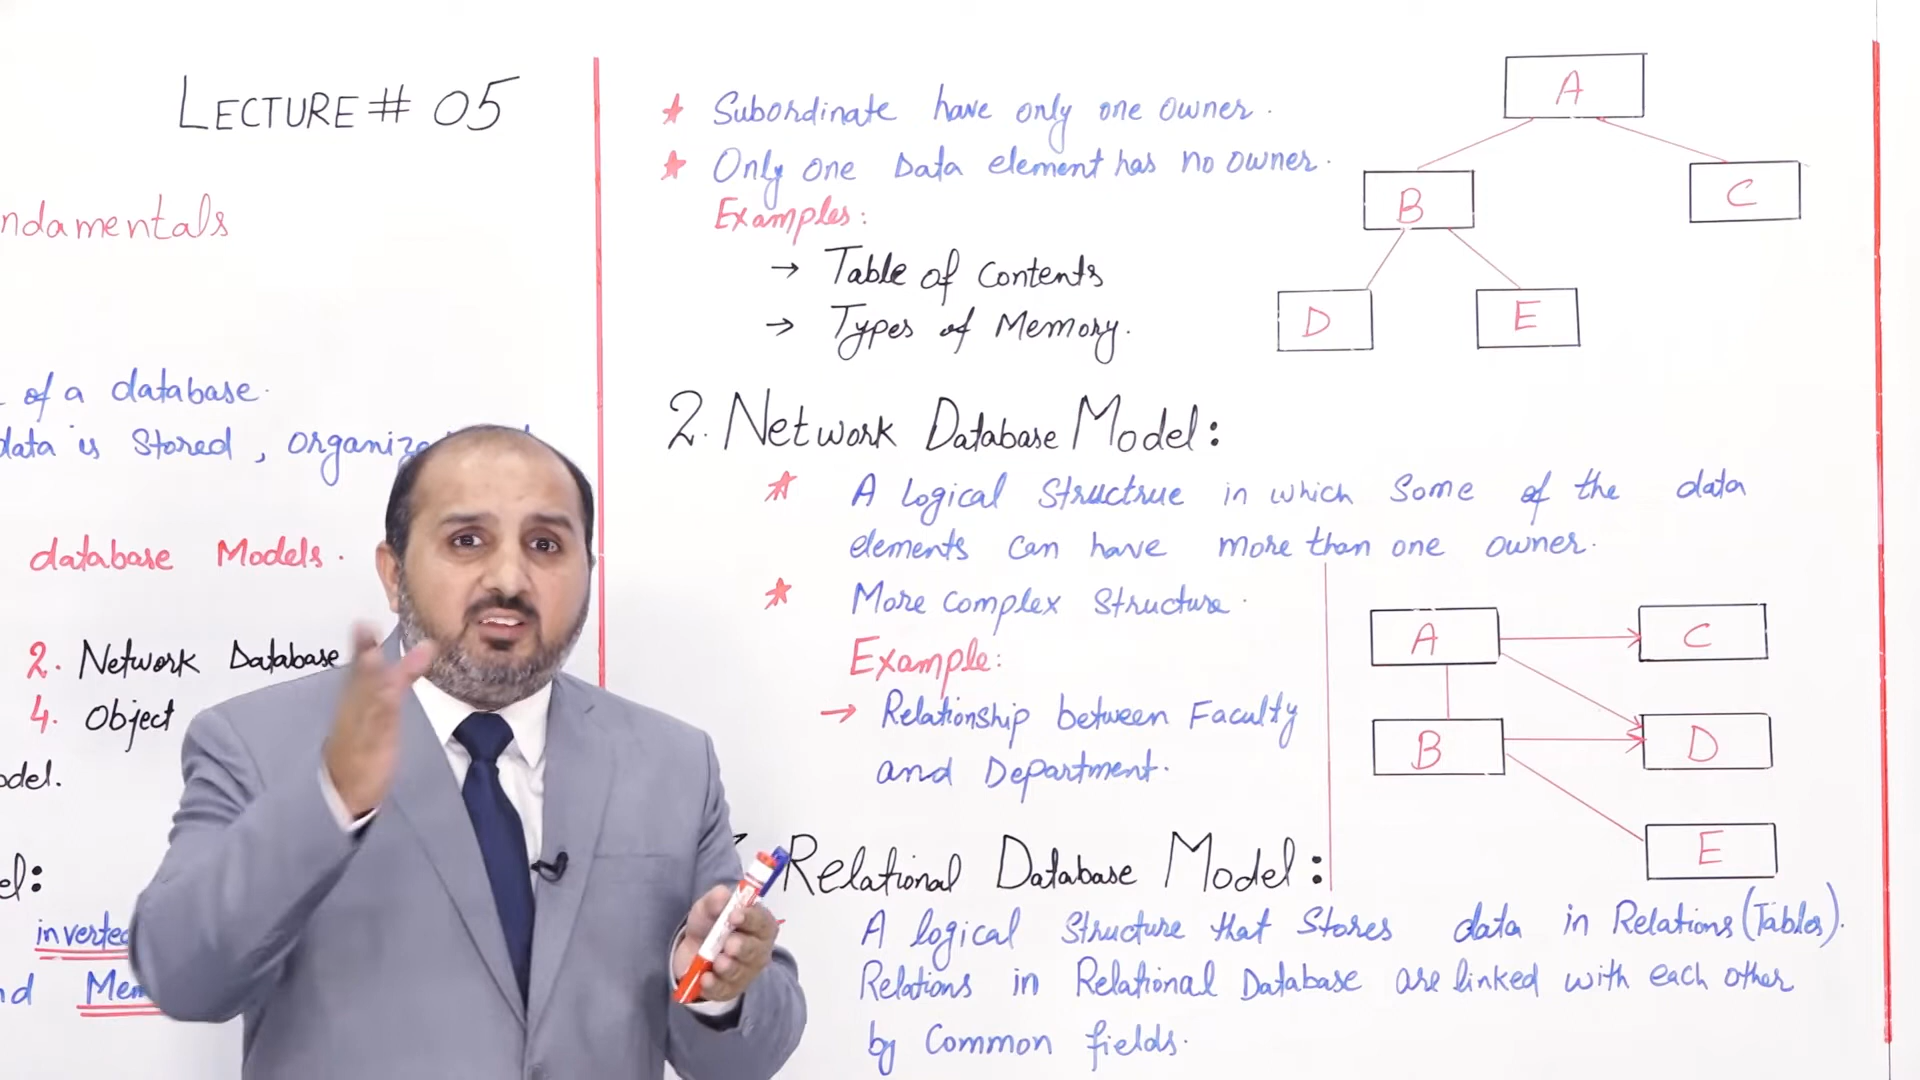 LECTURE # 05
ndamentals
of a database.
data is Stored, organiz
database Models.
2. Network Database
4. Object
odel.
el:
inverted
nd Mem
★ Subordinate have only one owner.
★ Only one Data element has no owner.
Examples:
→ Table of Contents
→ Types of Memory.
A
B
C
D
E
2. Network Database Model:
★ A logical Structrue in which Some of the data
elements can have more than one owner.
★ More complex Structure.
Example:
→ Relationship between Faculty
and Department.
A
C
B
D
E
Relational Database Model:
A logical Structure that Stores data in Relations (Tables).
Relations in Relational Database are linked with each other
by Common fields.